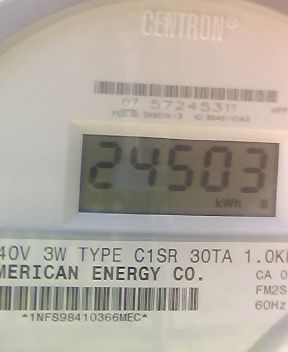 CENTRON®
07 57245311
24503
kWh
40V 3W TYPE C1SR 30TA 1.0K
MERICAN ENERGY CO.
CA 0
FM2S
60Hz
*1NFS98410366MEC*